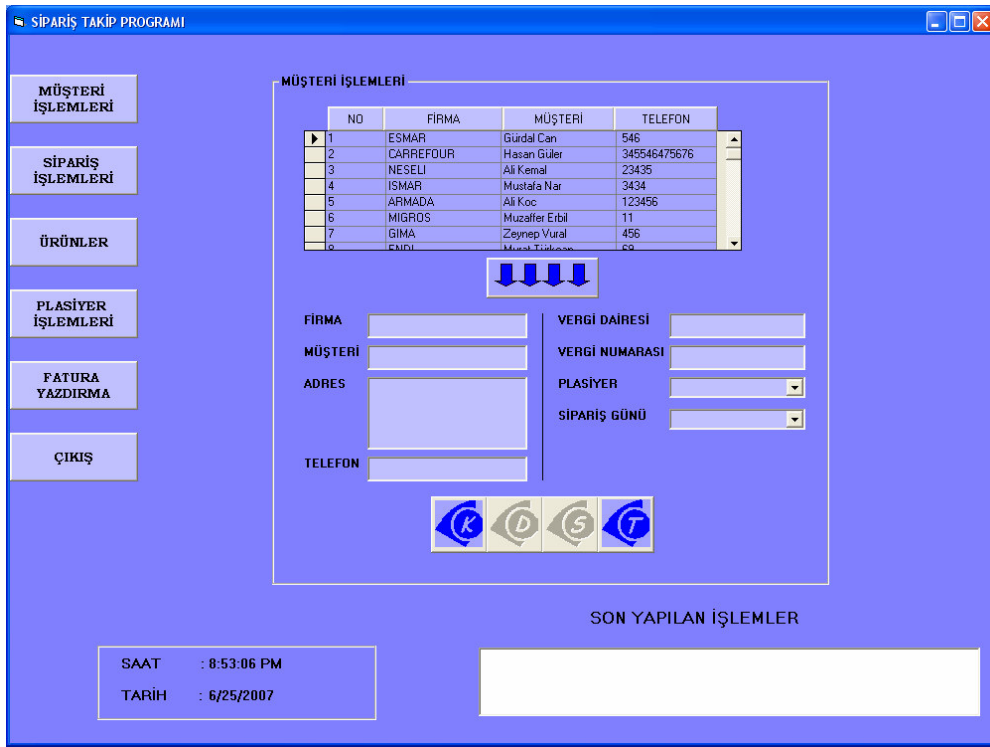 SİPARİŞ TAKİP PROGRAMI
MÜŞTERİ
İŞLEMLERİ
SİPARİŞ
İŞLEMLERİ
ÜRÜNLER
PLASİYER
İŞLEMLERİ
FATURA
YAZDIRMA
ÇIKIŞ
MÜŞTERİ İŞLEMLERİ
NO FİRMA MÜŞTERİ TELEFON
1 ESMAR Gürdal Can 546
2 CARREFOUR Hasan Güler 345546475676
3 NESELI Ali Kemal 23435
4 ISMAR Mustafa Nar 3434
5 ARMADA Ali Koc 123456
6 MIGROS Muzaffer Erbil 11
7 GIMA Zeynep Vural 456
8 ENDI Murat 69
FİRMA
MÜŞTERİ
ADRES
TELEFON
VERGİ DAİRESİ
VERGİ NUMARASI
PLASİYER
SİPARİŞ GÜNÜ
K D S T
SON YAPILAN İŞLEMLER
SAAT : 8:53:06 PM
TARİH : 6/25/2007